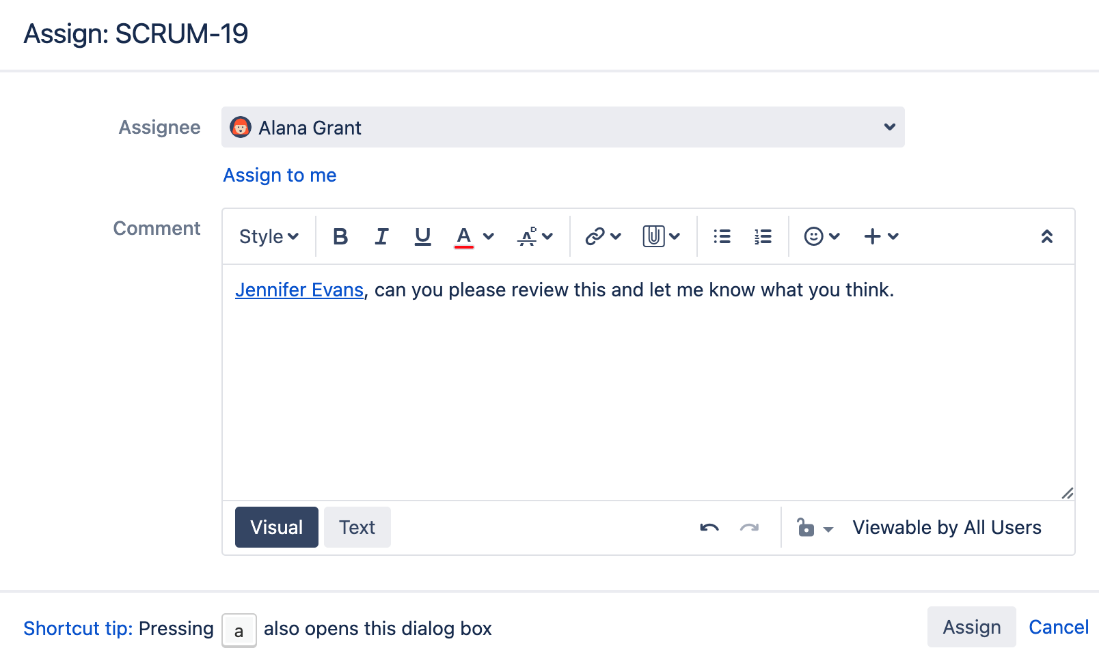 Assign: SCRUM-19
Assignee
Alana Grant
Assign to me
Comment
Style B I U A
Jennifer Evans, can you please review this and let me know what you think.
Visual Text Viewable by All Users
Shortcut tip: Pressing a also opens this dialog box
Assign Cancel